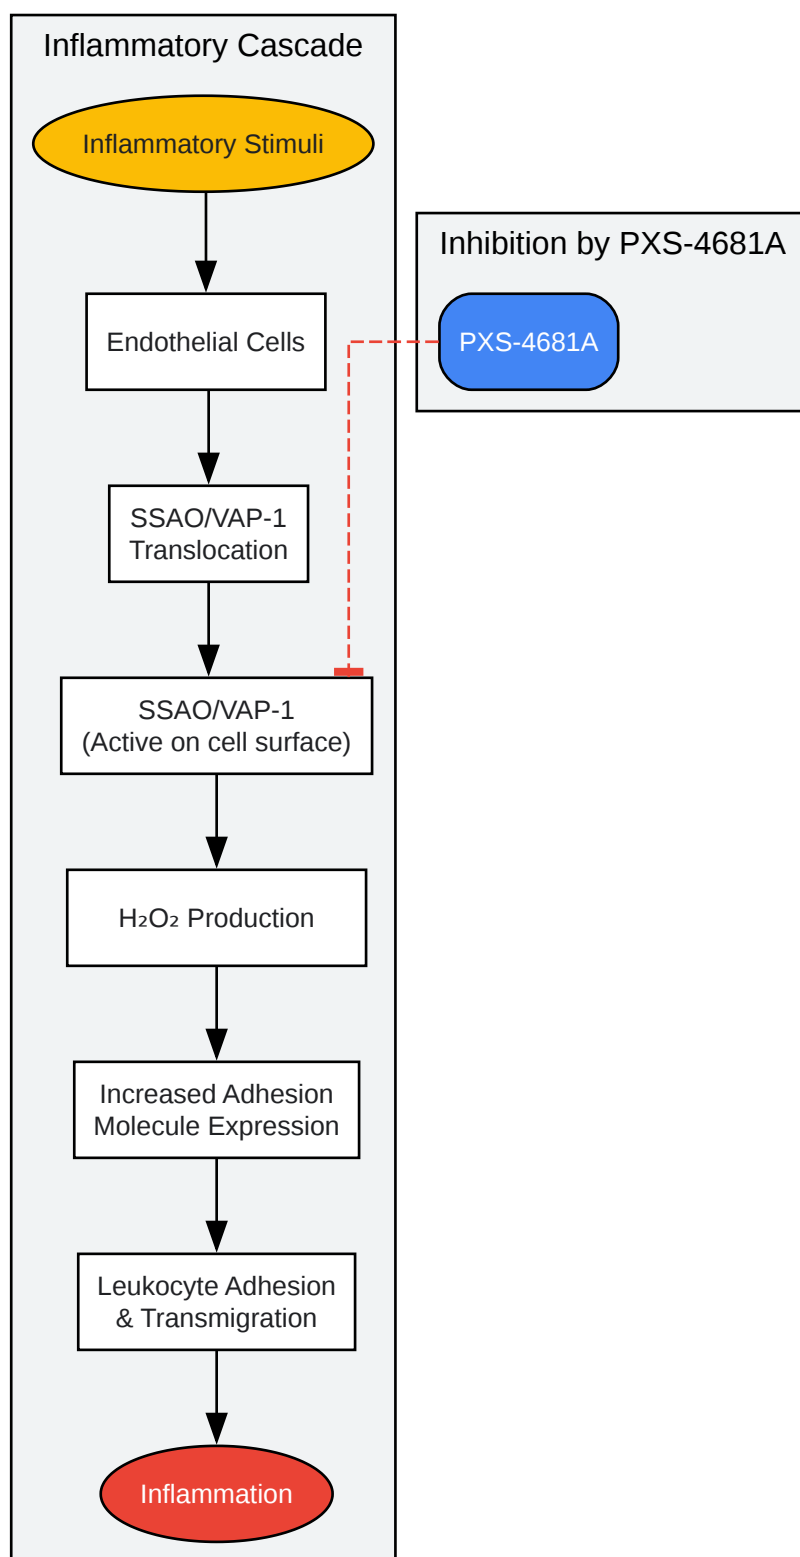 Inflammatory Cascade
Inflammatory Stimuli
Endothelial Cells
SSAO/VAP-1
Translocation
SSAO/VAP-1
(Active on cell surface)
H₂O₂ Production
Increased Adhesion
Molecule Expression
Leukocyte Adhesion
& Transmigration
Inflammation
Inhibition by PXS-4681A
PXS-4681A